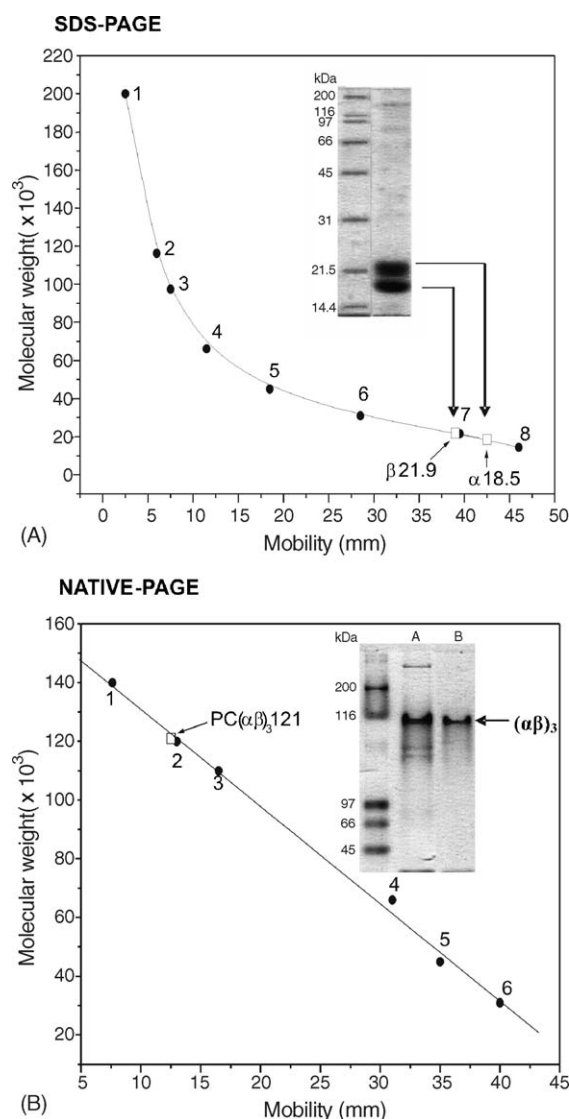 SDS-PAGE
220
200
180
160
140
120
100
80
60
40
20
0
Molecular weight( x 10³)
0 5 10 15 20 25 30 35 40 45 50
Mobility (mm)
1
2
3
4
5
6
7
8
kDa
200
116
97
66
45
31
21.5
14.4
β21.9
α18.5
(A)
NATIVE-PAGE
160
140
120
100
80
60
40
20
Molecular weight( x 10³)
5 10 15 20 25 30 35 40 45
Mobility (mm)
1
2
3
4
5
6
PC(αβ)₃121
kDa A B
200
116
97
66
45
(αβ)₃
(B)